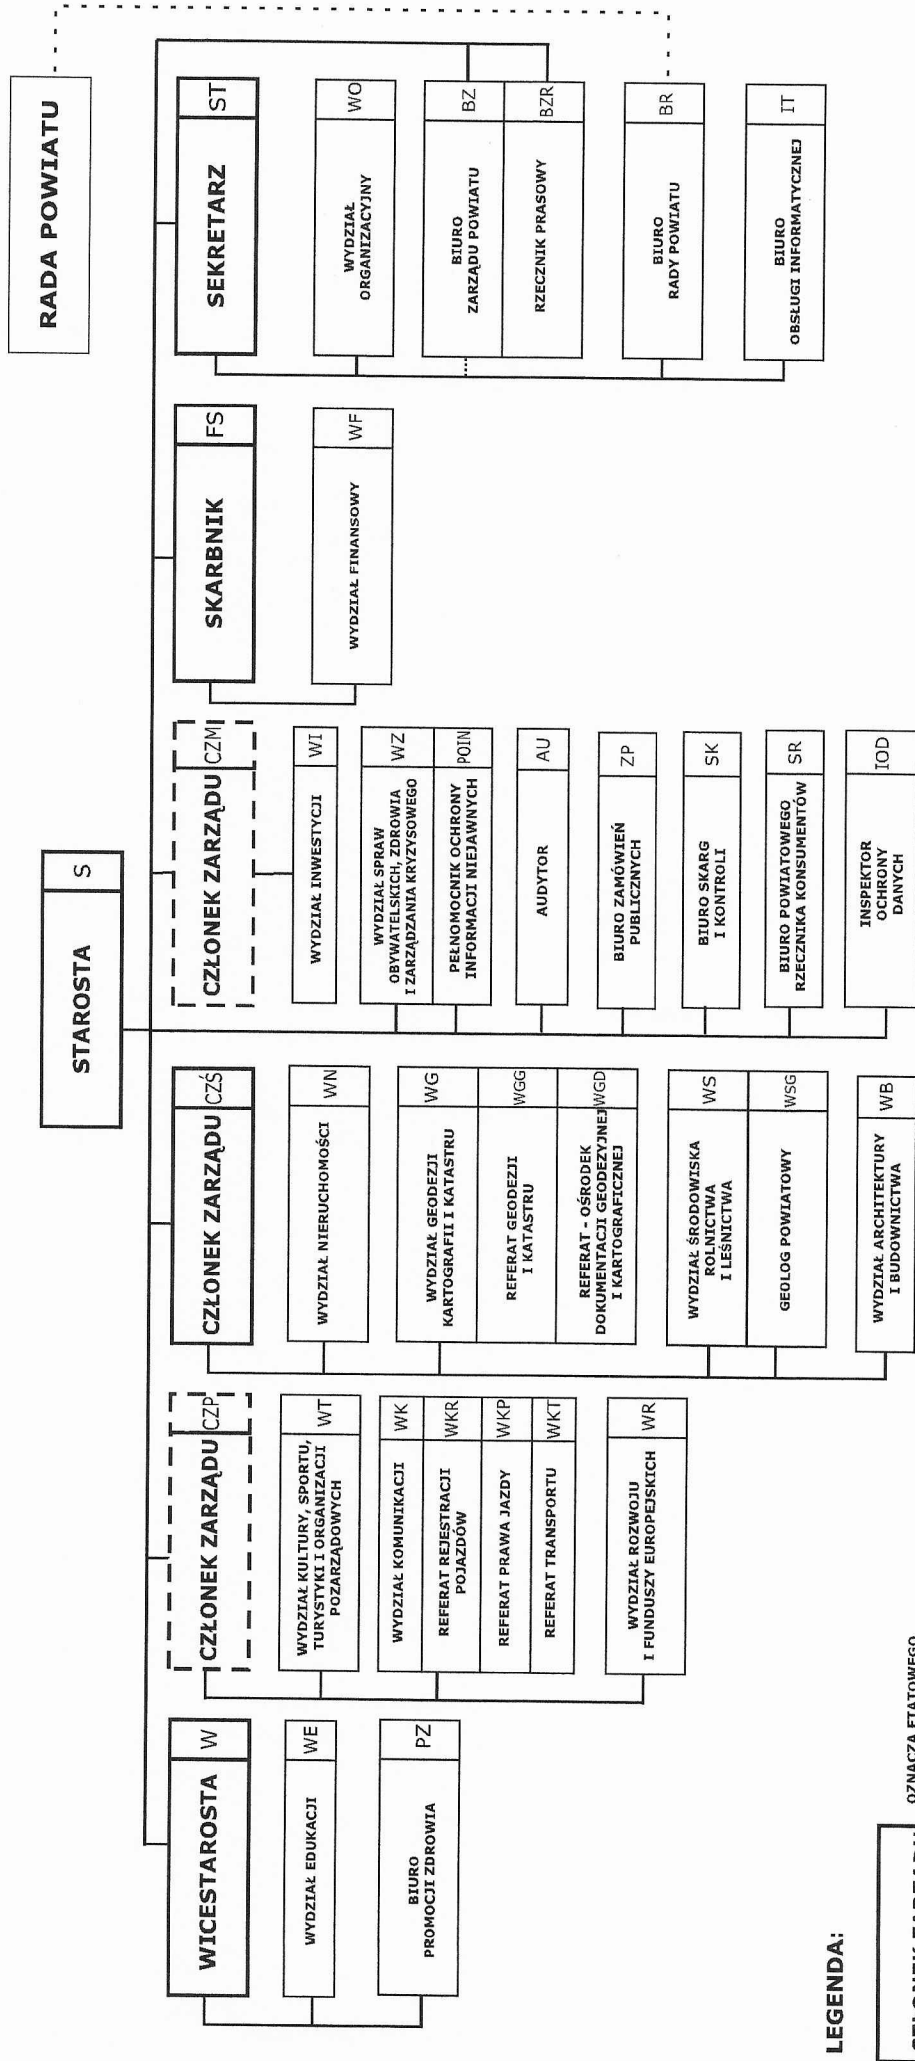 RADA POWIATU
STAROSTA
S
WICESTAROSTA
W
WYDZIAŁ EDUKACJI
WE
BIURO
PROMOCJI ZDROWIA
PZ
CZŁONEK ZARZĄDU
CZP
WYDZIAŁ KULTURY, SPORTU,
TURYSTYKI I ORGANIZACJI
POZARZĄDOWYCH
WT
WYDZIAŁ KOMUNIKACJI
WK
REFERAT REJESTRACJI
POJAZDÓW
WKR
REFERAT PRAWA JAZDY
WKP
REFERAT TRANSPORTU
WKT
WYDZIAŁ ROZWOJU
I FUNDUSZY EUROPEJSKICH
WR
CZŁONEK ZARZĄDU
CZŚ
WYDZIAŁ NIERUCHOMOŚCI
WN
WYDZIAŁ GEODEZJI
KARTOGRAFII I KATASTRU
WG
REFERAT GEODEZJI
I KATASTRU
WGG
REFERAT - OŚRODEK
DOKUMENTACJI GEODEZYJNEJ
I KARTOGRAFICZNEJ
WGD
WYDZIAŁ ŚRODOWISKA
ROLNICTWA
I LEŚNICTWA
WS
GEOLOG POWIATOWY
WSG
WYDZIAŁ ARCHITEKTURY
I BUDOWNICTWA
WB
CZŁONEK ZARZĄDU
CZM
WYDZIAŁ INWESTYCJI
WI
WYDZIAŁ SPRAW
OBYWATELSKICH, ZDROWIA
I ZARZĄDZANIA KRYZYSOWEGO
WZ
PEŁNOMOCNIK OCHRONY
INFORMACJI NIEJAWNYCH
POIN
AUDYTOR
AU
BIURO ZAMÓWIEŃ
PUBLICZNYCH
ZP
BIURO SKARG
I KONTROLI
SK
BIURO POWIATOWEGO
RZECZNIKA KONSUMENTÓW
SR
INSPEKTOR
OCHRONY
DANYCH
IOD
SKARBNIK
FS
WYDZIAŁ FINANSOWY
WF
SEKRETARZ
ST
WYDZIAŁ
ORGANIZACYJNY
WO
BIURO
ZARZĄDU POWIATU
BZ
RZECZNIK PRASOWY
BZR
BIURO
RADY POWIATU
BR
BIURO
OBSŁUGI INFORMATYCZNEJ
IT
LEGENDA:
OZNACZA ETATOWEGO